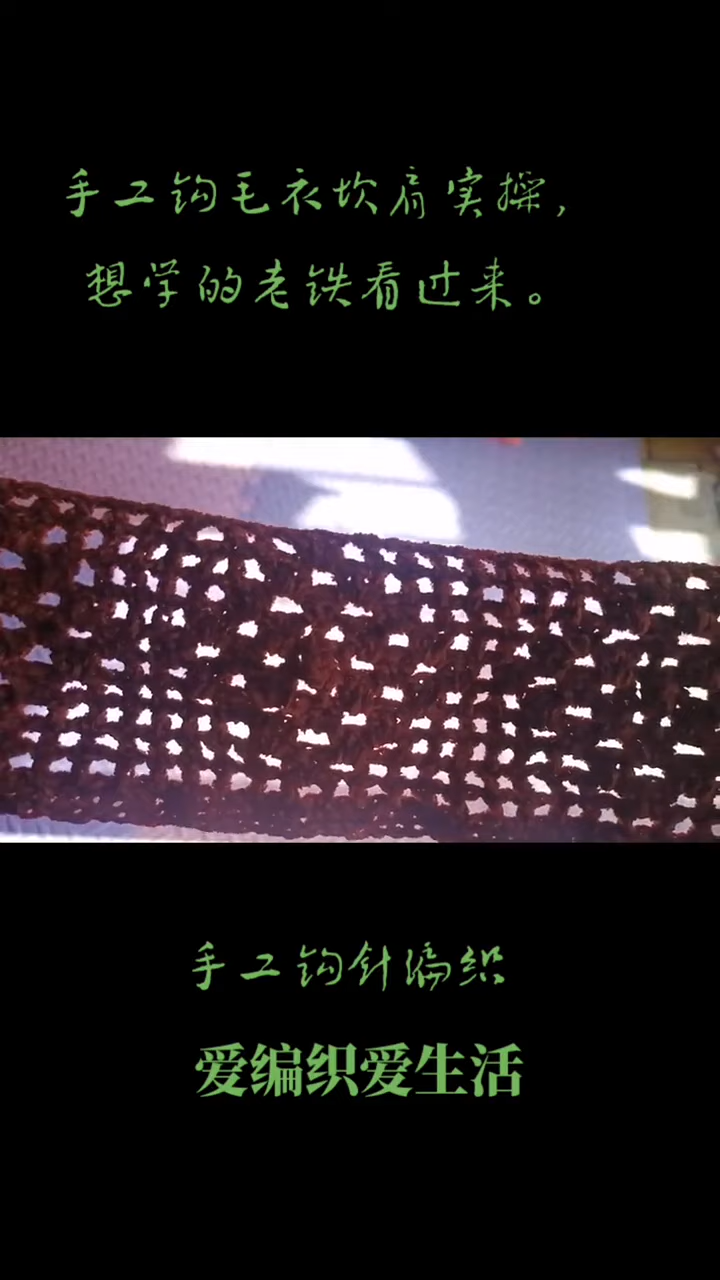 手工钩毛衣坎肩实操，
想学的老铁看过来。
手工钩针编织
爱编织爱生活